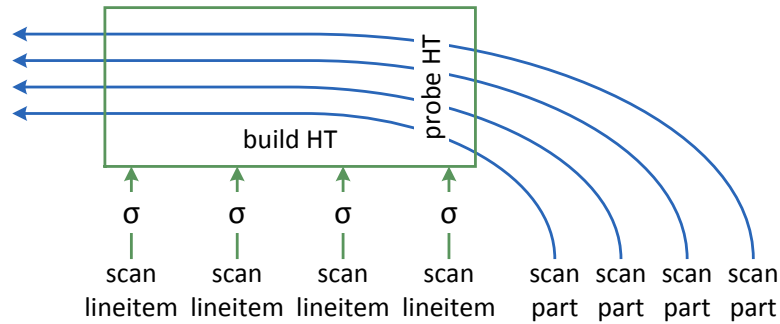 probe HT
build HT
σ σ σ σ
scan scan scan scan scan scan scan scan
lineitem lineitem lineitem lineitem part part part part